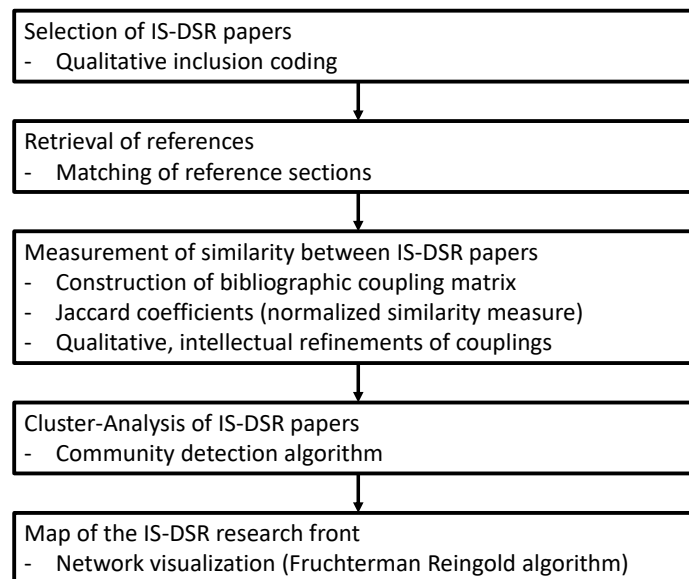 Selection of IS-DSR papers
- Qualitative inclusion coding
Retrieval of references
- Matching of reference sections
Measurement of similarity between IS-DSR papers
- Construction of bibliographic coupling matrix
- Jaccard coefficients (normalized similarity measure)
- Qualitative, intellectual refinements of couplings
Cluster-Analysis of IS-DSR papers
- Community detection algorithm
Map of the IS-DSR research front
- Network visualization (Fruchterman Reingold algorithm)